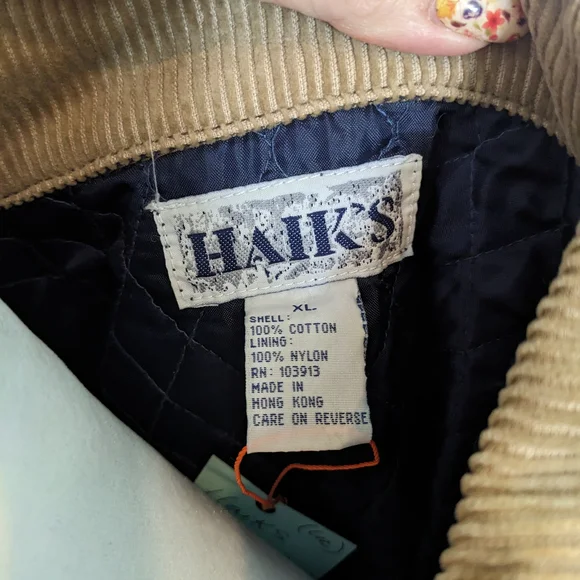 HAIK'S
XL
SHELL:
100% COTTON
LINING:
100% NYLON
RN: 103913
MADE IN
HONG KONG
CARE ON REVERSE